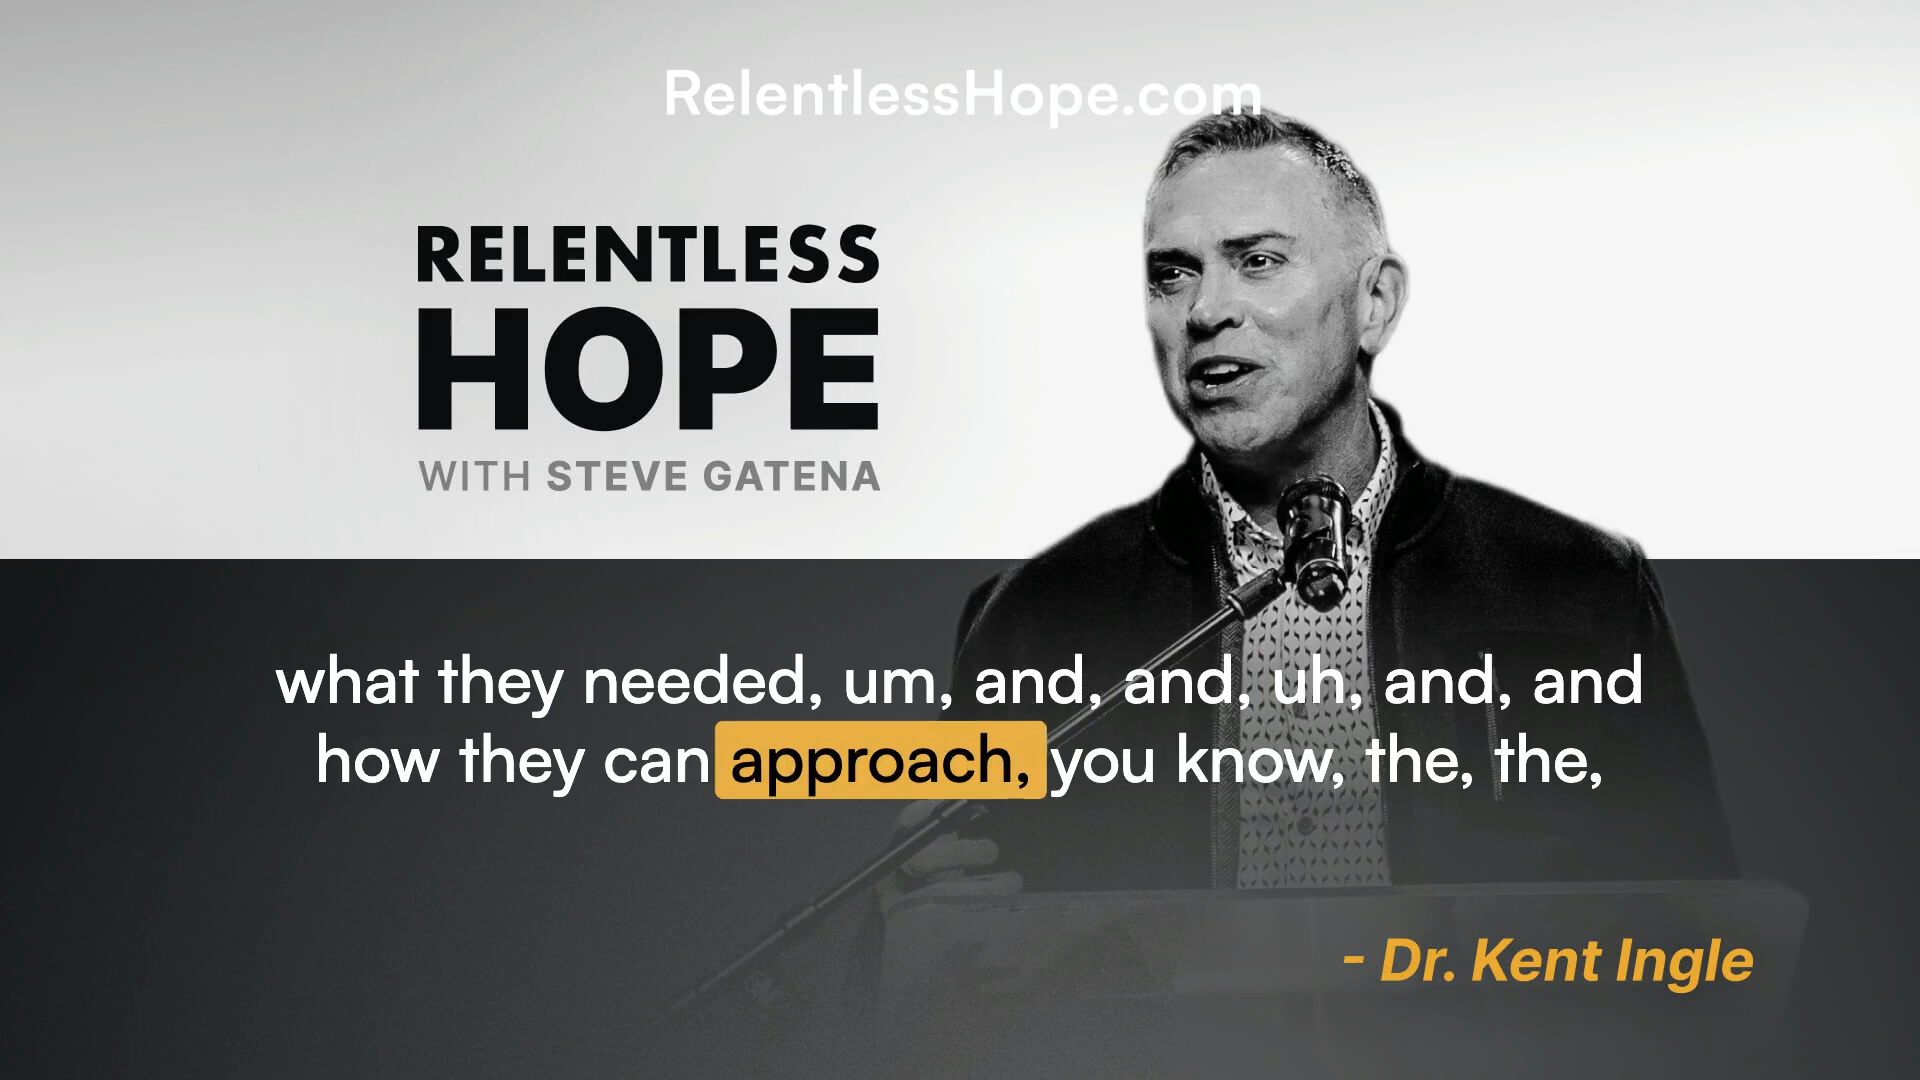 RelentlessHope.com
RELENTLESS
HOPE
WITH STEVE GATENA
what they needed, um, and, and, uh, and, and
how they can approach, you know, the, the,
- Dr. Kent Ingle